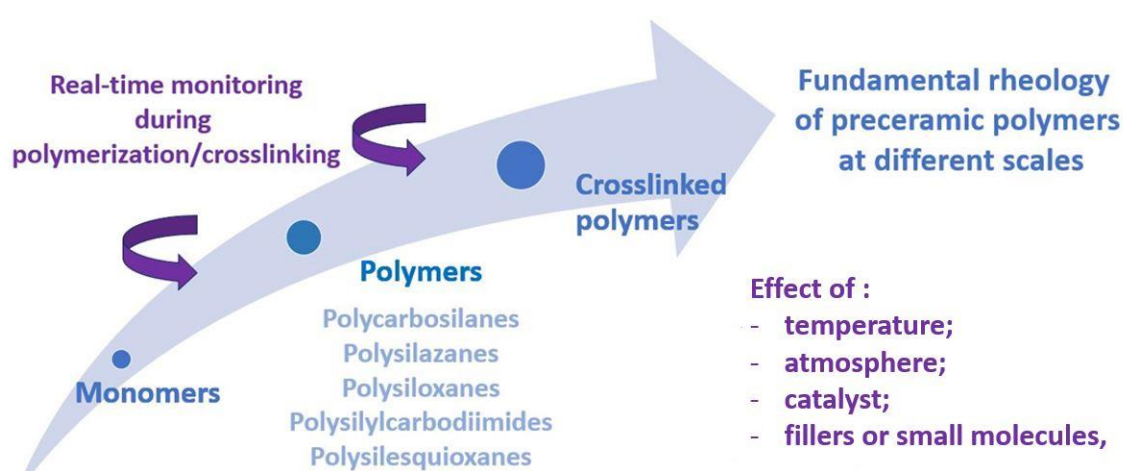 Real-time monitoring
during
polymerization/crosslinking
Fundamental rheology
of preceramic polymers
at different scales
Crosslinked
polymers
Polymers
Polycarbosilanes
Polysilazanes
Polysiloxanes
Polysilylcarbodiimides
Polysilesquioxanes
Monomers
Effect of :
- temperature;
- atmosphere;
- catalyst;
- fillers or small molecules,